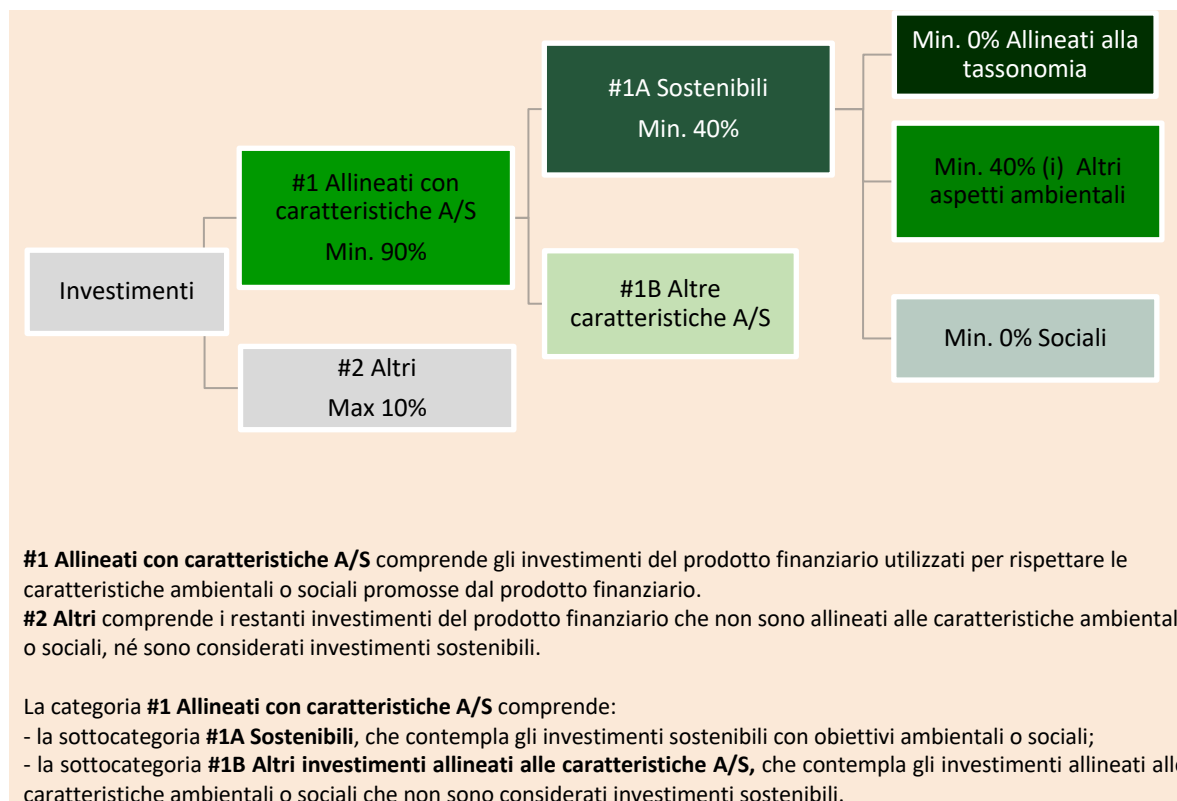 Min. 0% Allineati alla
tassonomia
#1A Sostenibili
Min. 40%
Min. 40% (i) Altri
aspetti ambientali
#1 Allineati con
caratteristiche A/S
Min. 90%
Investimenti
#1B Altre
caratteristiche A/S
Min. 0% Sociali
#2 Altri
Max 10%
#1 Allineati con caratteristiche A/S comprende gli investimenti del prodotto finanziario utilizzati per rispettare le
caratteristiche ambientali o sociali promosse dal prodotto finanziario.
#2 Altri comprende i restanti investimenti del prodotto finanziario che non sono allineati alle caratteristiche ambiental
o sociali, né sono considerati investimenti sostenibili.
La categoria #1 Allineati con caratteristiche A/S comprende:
- la sottocategoria #1A Sostenibili, che contempla gli investimenti sostenibili con obiettivi ambientali o sociali;
- la sottocategoria #1B Altri investimenti allineati alle caratteristiche A/S, che contempla gli investimenti allineati all
caratteristiche ambientali o sociali che non sono considerati investimenti sostenibili.